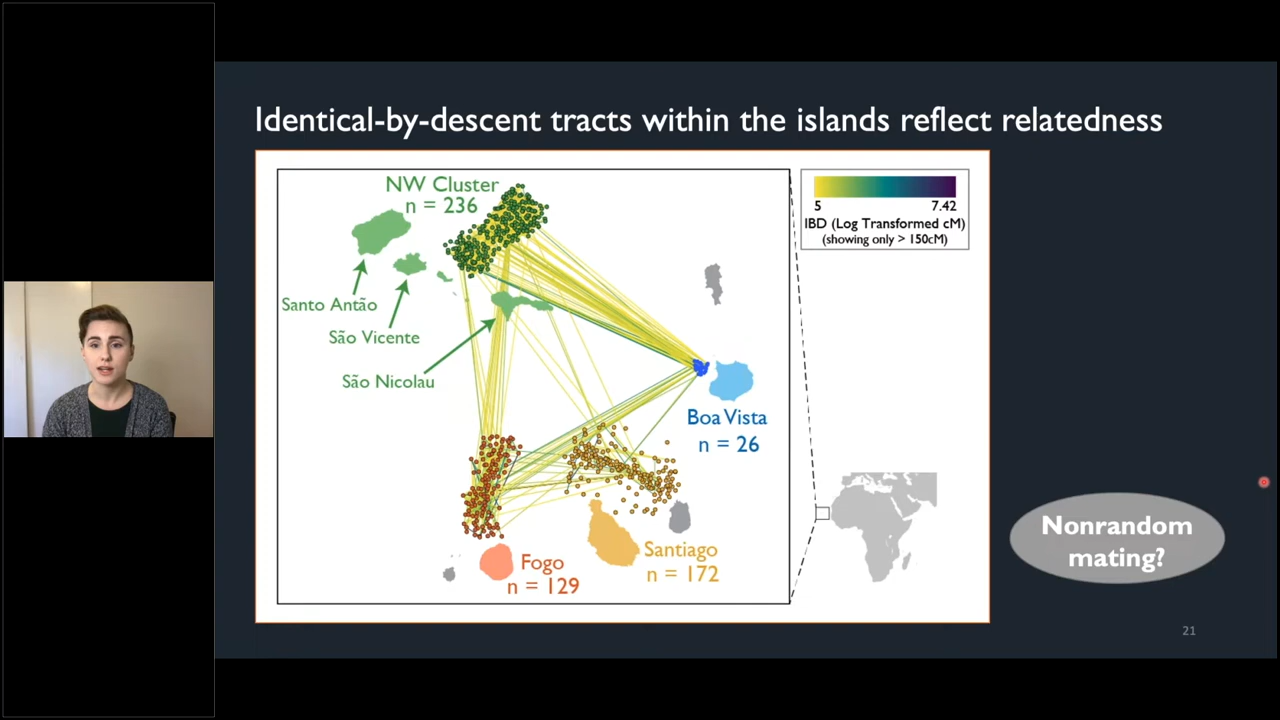 Identical-by-descent tracts within the islands reflect relatedness
NW Cluster
n = 236
Santo Antão
São Vicente
São Nicolau
Boa Vista
n = 26
Fogo
n = 129
Santiago
n = 172
5 7.42
IBD (Log Transformed cM)
(showing only > 150cM)
Nonrandom
mating?
21